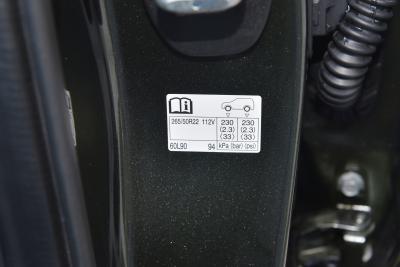 265/50R22 112V 230 230
(2.3) (2.3)
(33) (33)
60L90 94 kPa (bar) (psi)